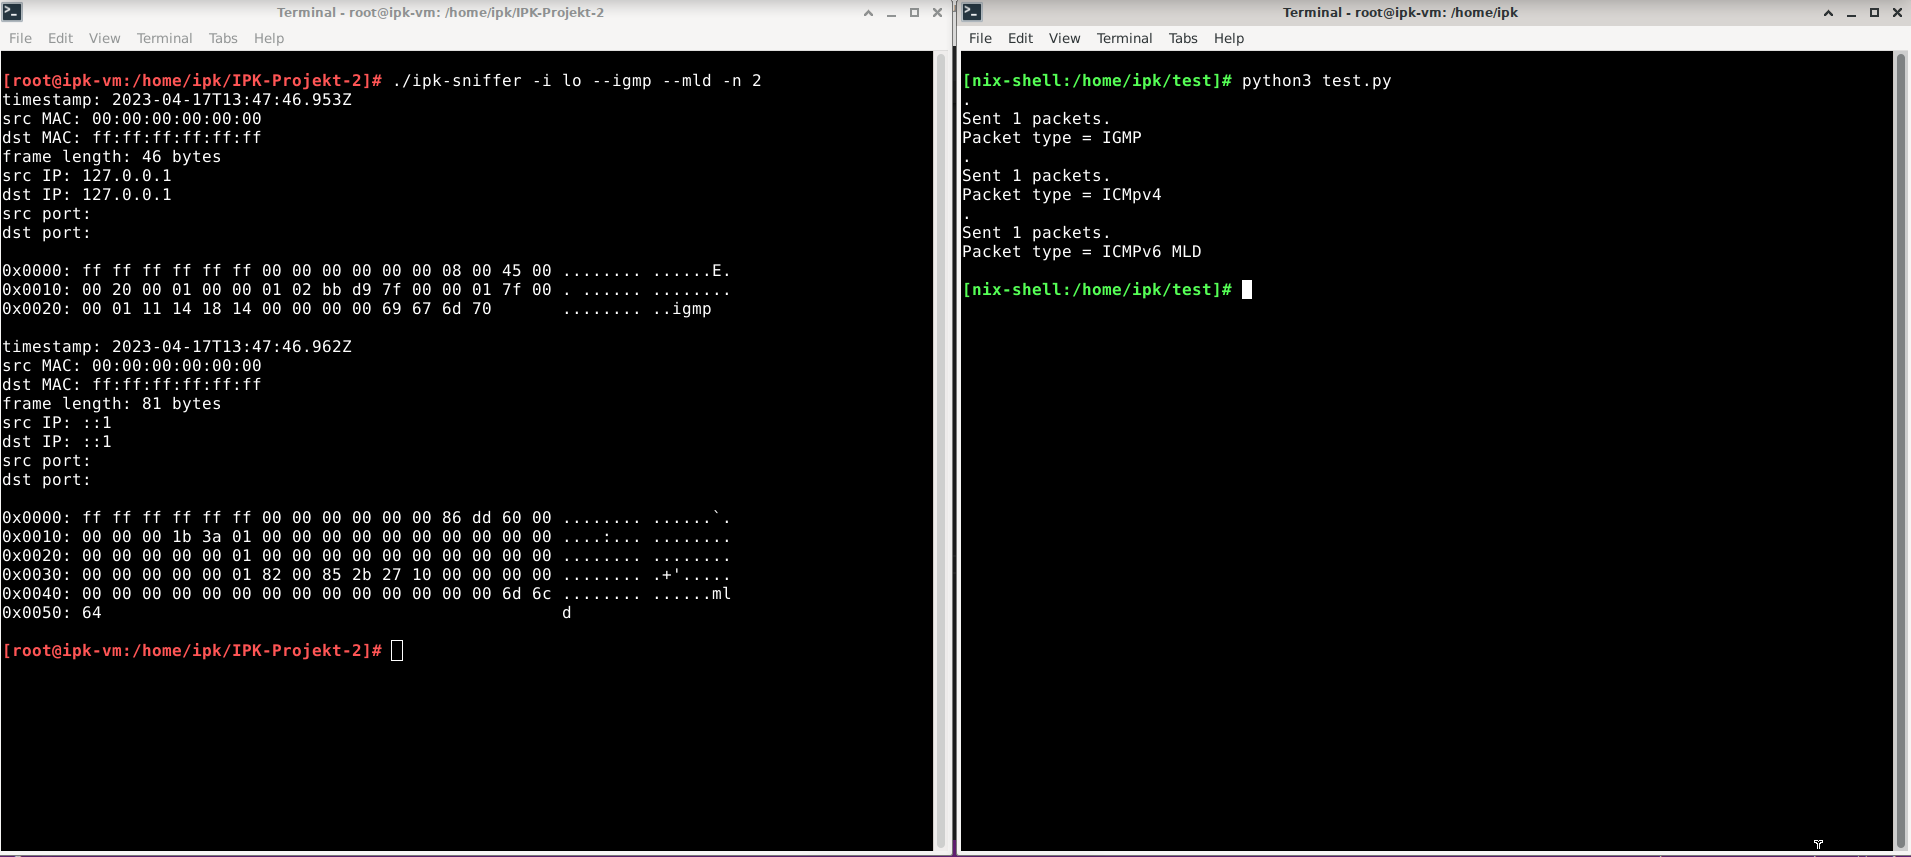 Terminal - root@ipk-vm: /home/ipk/IPK-Projekt-2
File Edit View Terminal Tabs Help
[root@ipk-vm:/home/ipk/IPK-Projekt-2]# ./ipk-sniffer -i lo --igmp --mld -n 2
timestamp: 2023-04-17T13:47:46.953Z
src MAC: 00:00:00:00:00:00
dst MAC: ff:ff:ff:ff:ff:ff
frame length: 46 bytes
src IP: 127.0.0.1
dst IP: 127.0.0.1
src port:
dst port:
0x0000: ff ff ff ff ff ff 00 00 00 00 00 00 08 00 45 00 ........ ......E.
0x0010: 00 20 00 01 00 00 01 02 bb d9 7f 00 00 01 7f 00 . ...... ........
0x0020: 00 01 11 14 18 14 00 00 00 00 69 67 6d 70 ........ ..igmp
timestamp: 2023-04-17T13:47:46.962Z
src MAC: 00:00:00:00:00:00
dst MAC: ff:ff:ff:ff:ff:ff
frame length: 81 bytes
src IP: ::1
dst IP: ::1
src port:
dst port:
0x0000: ff ff ff ff ff ff 00 00 00 00 00 00 86 dd 60 00 ........ ......`.
0x0010: 00 00 00 1b 3a 01 00 00 00 00 00 00 00 00 00 00 ....:... ........
0x0020: 00 00 00 00 00 01 00 00 00 00 00 00 00 00 00 00 ........ ........
0x0030: 00 00 00 00 00 01 82 00 85 2b 27 10 00 00 00 00 ........ .+'.....
0x0040: 00 00 00 00 00 00 00 00 00 00 00 00 00 00 6d 6c ........ ......ml
0x0050: 64 d
[root@ipk-vm:/home/ipk/IPK-Projekt-2]#
Terminal - root@ipk-vm: /home/ipk
File Edit View Terminal Tabs Help
[nix-shell:/home/ipk/test]# python3 test.py
.
Sent 1 packets.
Packet type = IGMP
.
Sent 1 packets.
Packet type = ICMpv4
.
Sent 1 packets.
Packet type = ICMPv6 MLD
[nix-shell:/home/ipk/test]#